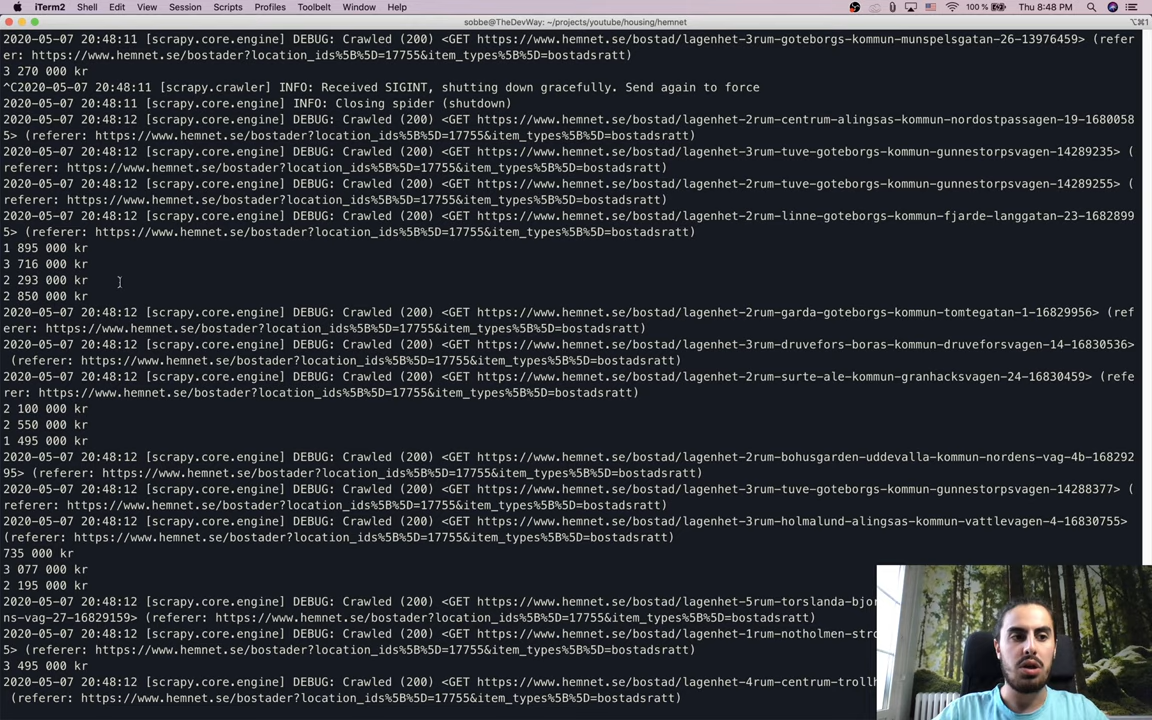 iTerm2 Shell Edit View Session Scripts Profiles Toolbelt Window Help 100 % Thu 8:48 PM
sobbe@TheDevWay: ~/projects/youtube/housing/hemnet ⌥⌘1
2020-05-07 20:48:11 [scrapy.core.engine] DEBUG: Crawled (200) <GET https://www.hemnet.se/bostad/lagenhet-3rum-goteborgs-kommun-munspelsgatan-26-13976459> (refer
er: https://www.hemnet.se/bostader?location_ids%5B%5D=17755&item_types%5B%5D=bostadsratt)
3 270 000 kr
^C2020-05-07 20:48:11 [scrapy.crawler] INFO: Received SIGINT, shutting down gracefully. Send again to force
2020-05-07 20:48:11 [scrapy.core.engine] INFO: Closing spider (shutdown)
2020-05-07 20:48:12 [scrapy.core.engine] DEBUG: Crawled (200) <GET https://www.hemnet.se/bostad/lagenhet-2rum-centrum-alingsas-kommun-nordostpassagen-19-1680058
5> (referer: https://www.hemnet.se/bostader?location_ids%5B%5D=17755&item_types%5B%5D=bostadsratt)
2020-05-07 20:48:12 [scrapy.core.engine] DEBUG: Crawled (200) <GET https://www.hemnet.se/bostad/lagenhet-3rum-tuve-goteborgs-kommun-gunnestorpsvagen-14289235> (
referer: https://www.hemnet.se/bostader?location_ids%5B%5D=17755&item_types%5B%5D=bostadsratt)
2020-05-07 20:48:12 [scrapy.core.engine] DEBUG: Crawled (200) <GET https://www.hemnet.se/bostad/lagenhet-2rum-tuve-goteborgs-kommun-gunnestorpsvagen-14289255> (
referer: https://www.hemnet.se/bostader?location_ids%5B%5D=17755&item_types%5B%5D=bostadsratt)
2020-05-07 20:48:12 [scrapy.core.engine] DEBUG: Crawled (200) <GET https://www.hemnet.se/bostad/lagenhet-2rum-linne-goteborgs-kommun-fjarde-langgatan-23-1682899
5> (referer: https://www.hemnet.se/bostader?location_ids%5B%5D=17755&item_types%5B%5D=bostadsratt)
1 895 000 kr
3 716 000 kr
2 293 000 kr
2 850 000 kr
2020-05-07 20:48:12 [scrapy.core.engine] DEBUG: Crawled (200) <GET https://www.hemnet.se/bostad/lagenhet-2rum-garda-goteborgs-kommun-tomtegatan-1-16829956> (ref
erer: https://www.hemnet.se/bostader?location_ids%5B%5D=17755&item_types%5B%5D=bostadsratt)
2020-05-07 20:48:12 [scrapy.core.engine] DEBUG: Crawled (200) <GET https://www.hemnet.se/bostad/lagenhet-3rum-druvefors-boras-kommun-druveforsvagen-14-16830536>
 (referer: https://www.hemnet.se/bostader?location_ids%5B%5D=17755&item_types%5B%5D=bostadsratt)
2020-05-07 20:48:12 [scrapy.core.engine] DEBUG: Crawled (200) <GET https://www.hemnet.se/bostad/lagenhet-2rum-surte-ale-kommun-granhacksvagen-24-16830459> (refe
rer: https://www.hemnet.se/bostader?location_ids%5B%5D=17755&item_types%5B%5D=bostadsratt)
2 100 000 kr
2 550 000 kr
1 495 000 kr
2020-05-07 20:48:12 [scrapy.core.engine] DEBUG: Crawled (200) <GET https://www.hemnet.se/bostad/lagenhet-2rum-bohusgarden-uddevalla-kommun-nordens-vag-4b-168292
95> (referer: https://www.hemnet.se/bostader?location_ids%5B%5D=17755&item_types%5B%5D=bostadsratt)
2020-05-07 20:48:12 [scrapy.core.engine] DEBUG: Crawled (200) <GET https://www.hemnet.se/bostad/lagenhet-3rum-tuve-goteborgs-kommun-gunnestorpsvagen-14288377> (
referer: https://www.hemnet.se/bostader?location_ids%5B%5D=17755&item_types%5B%5D=bostadsratt)
2020-05-07 20:48:12 [scrapy.core.engine] DEBUG: Crawled (200) <GET https://www.hemnet.se/bostad/lagenhet-3rum-holmalund-alingsas-kommun-vattlevagen-4-16830755>
(referer: https://www.hemnet.se/bostader?location_ids%5B%5D=17755&item_types%5B%5D=bostadsratt)
735 000 kr
3 077 000 kr
2 195 000 kr
2020-05-07 20:48:12 [scrapy.core.engine] DEBUG: Crawled (200) <GET https://www.hemnet.se/bostad/lagenhet-5rum-torslanda-bjor
ns-vag-27-16829159> (referer: https://www.hemnet.se/bostader?location_ids%5B%5D=17755&item_types%5B%5D=bostadsratt)
2020-05-07 20:48:12 [scrapy.core.engine] DEBUG: Crawled (200) <GET https://www.hemnet.se/bostad/lagenhet-1rum-notholmen-stro
5> (referer: https://www.hemnet.se/bostader?location_ids%5B%5D=17755&item_types%5B%5D=bostadsratt)
3 495 000 kr
2020-05-07 20:48:12 [scrapy.core.engine] DEBUG: Crawled (200) <GET https://www.hemnet.se/bostad/lagenhet-4rum-centrum-trollh
(referer: https://www.hemnet.se/bostader?location_ids%5B%5D=17755&item_types%5B%5D=bostadsratt)